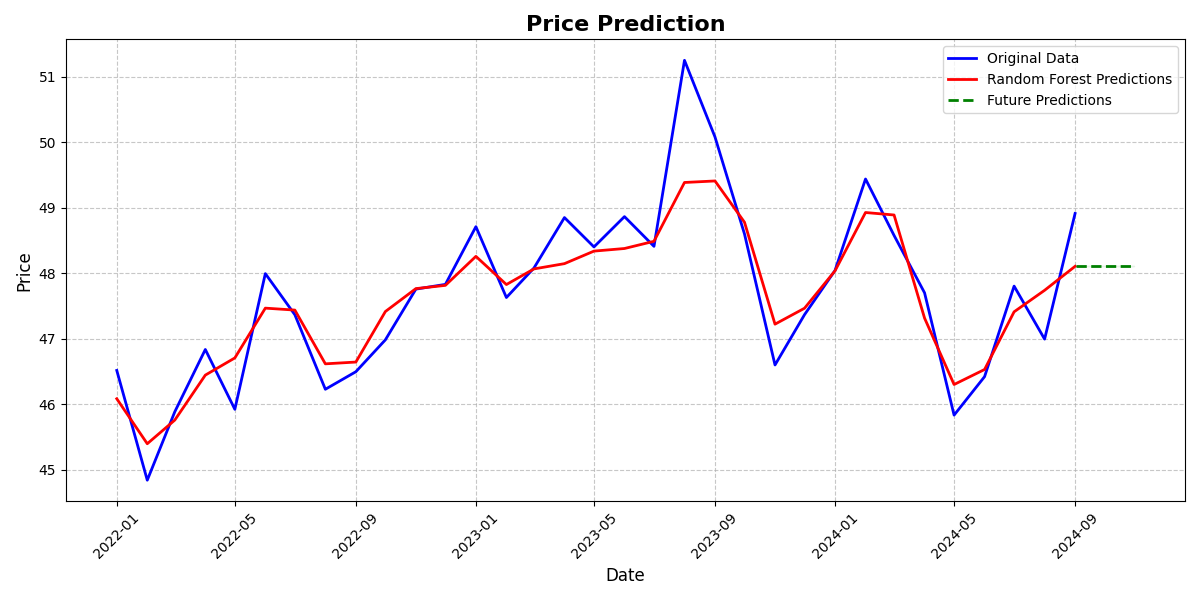 Price Prediction
Original Data
Random Forest Predictions
Future Predictions
Price
51
50
49
48
47
46
45
2022-01
2022-05
2022-09
2023-01
2023-05
2023-09
2024-01
2024-05
2024-09
Date